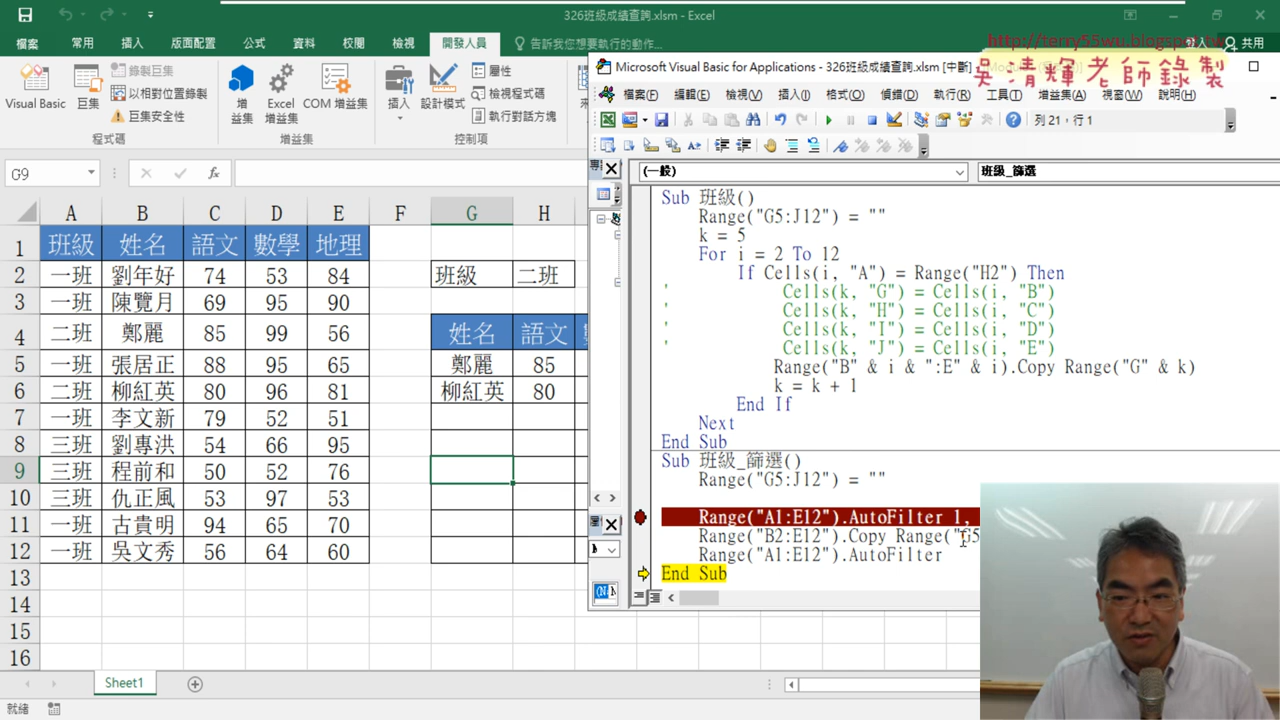 326班級成績查詢.xlsm - Excel
http://terry55wu.blogspot.tw
吳清輝老師錄製
檔案 常用 插入 版面配置 公式 資料 校閱 檢視 開發人員 告訴我您想要執行的動作... 登入 共用
Visual Basic 巨集 錄製巨集 以相對位置錄製 巨集安全性 增益集 Excel 增益集 COM 增益集 插入 設計模式 屬性 檢視程式碼 執行對話方塊
程式碼 增益集 控制項
G9 fx
A B C D E F G H
1 班級 姓名 語文 數學 地理
2 一班 劉年好 74 53 84 班級 二班
3 一班 陳覽月 69 95 90
4 二班 鄭麗 85 99 56 姓名 語文
5 一班 張居正 88 95 65 鄭麗 85
6 二班 柳紅英 80 96 81 柳紅英 80
7 一班 李文新 79 52 51
8 三班 劉專洪 54 66 95
9 三班 程前和 50 52 76
10 三班 仇正風 53 97 53
11 一班 古貴明 94 65 70
12 一班 吳文秀 56 64 60
13
14
15
16
Sheet1
就緒
Microsoft Visual Basic for Applications - 326班級成績查詢.xlsm [中斷]
檔案(F) 編輯(E) 檢視(V) 插入(I) 格式(O) 偵錯(D) 執行(R) 工具(T) 增益集(A) 視窗(W) 說明(H)
列 21，行 1
(一般) 班級_篩選
Sub 班級()
Range("G5:J12") = ""
k = 5
For i = 2 To 12
If Cells(i, "A") = Range("H2") Then
' Cells(k, "G") = Cells(i, "B")
' Cells(k, "H") = Cells(i, "C")
' Cells(k, "I") = Cells(i, "D")
' Cells(k, "J") = Cells(i, "E")
Range("B" & i & ":E" & i).Copy Range("G" & k)
k = k + 1
End If
Next
End Sub
Sub 班級_篩選()
Range("G5:J12") = ""
Range("A1:E12").AutoFilter 1,
Range("B2:E12").Copy Range("G5
Range("A1:E12").AutoFilter
End Sub